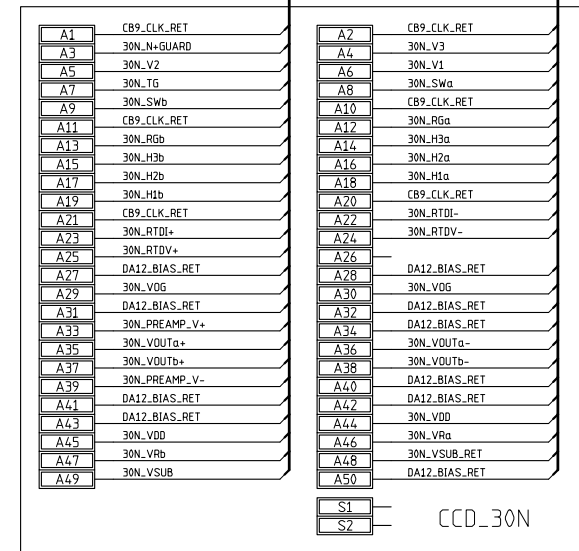 A1 CB9_CLK_RET A2 CB9_CLK_RET
A3 30N_N+GUARD A4 30N_V3
A5 30N_V2 A6 30N_V1
A7 30N_TG A8 30N_SWa
A9 30N_SWb A10 CB9_CLK_RET
A11 CB9_CLK_RET A12 30N_RGa
A13 30N_RGb A14 30N_H3a
A15 30N_H3b A16 30N_H2a
A17 30N_H2b A18 30N_H1a
A19 30N_H1b A20 CB9_CLK_RET
A21 CB9_CLK_RET A22 30N_RTDI-
A23 30N_RTDI+ A24 30N_RTDV-
A25 30N_RTDV+ A26
A27 DA12_BIAS_RET A28 DA12_BIAS_RET
A29 30N_VOG A30 30N_VOG
A31 DA12_BIAS_RET A32 DA12_BIAS_RET
A33 30N_PREAMP_V+ A34 DA12_BIAS_RET
A35 30N_VOUTa+ A36 30N_VOUTa-
A37 30N_VOUTb+ A38 30N_VOUTb-
A39 30N_PREAMP_V- A40 DA12_BIAS_RET
A41 DA12_BIAS_RET A42 DA12_BIAS_RET
A43 DA12_BIAS_RET A44 30N_VDD
A45 30N_VDD A46 30N_VRa
A47 30N_VRb A48 30N_VSUB_RET
A49 30N_VSUB A50 DA12_BIAS_RET
S1
S2
CCD_30N